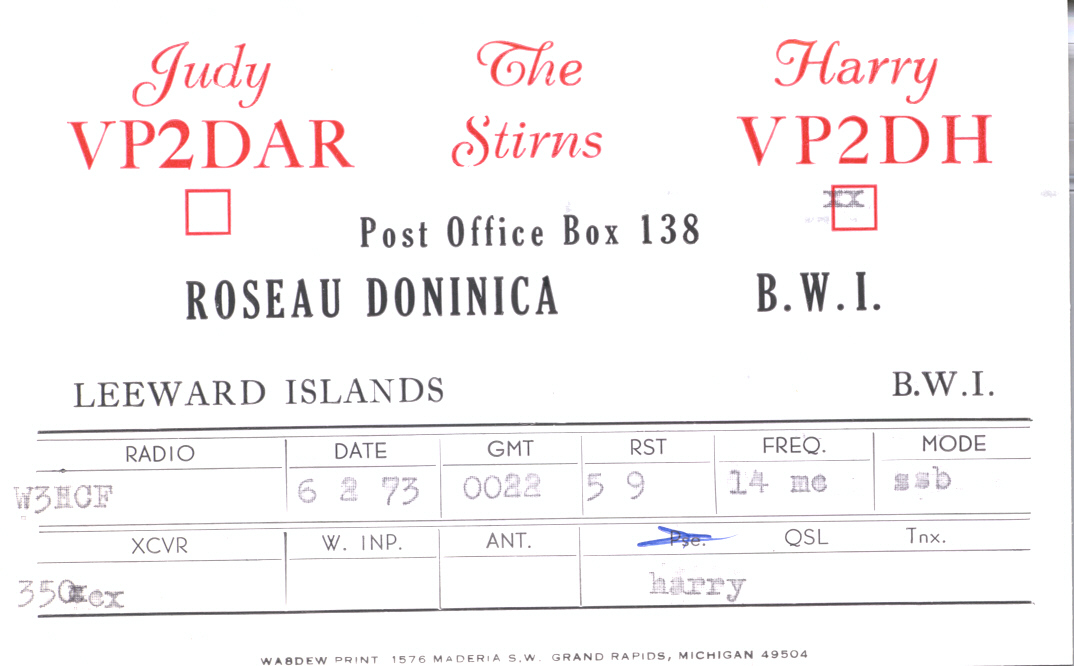 Judy The Harry
VP2DAR Stirns VP2DH
xx
Post Office Box 138
ROSEAU DONINICA B.W.I.
LEEWARD ISLANDS B.W.I.
RADIO DATE GMT RST FREQ. MODE
6 2 73 0022 5 9 14 mc ssb
XCVR W. INP. ANT. Pse. QSL Tnx.
harry
WA8DEW PRINT 1576 MADERIA S.W. GRAND RAPIDS, MICHIGAN 49504